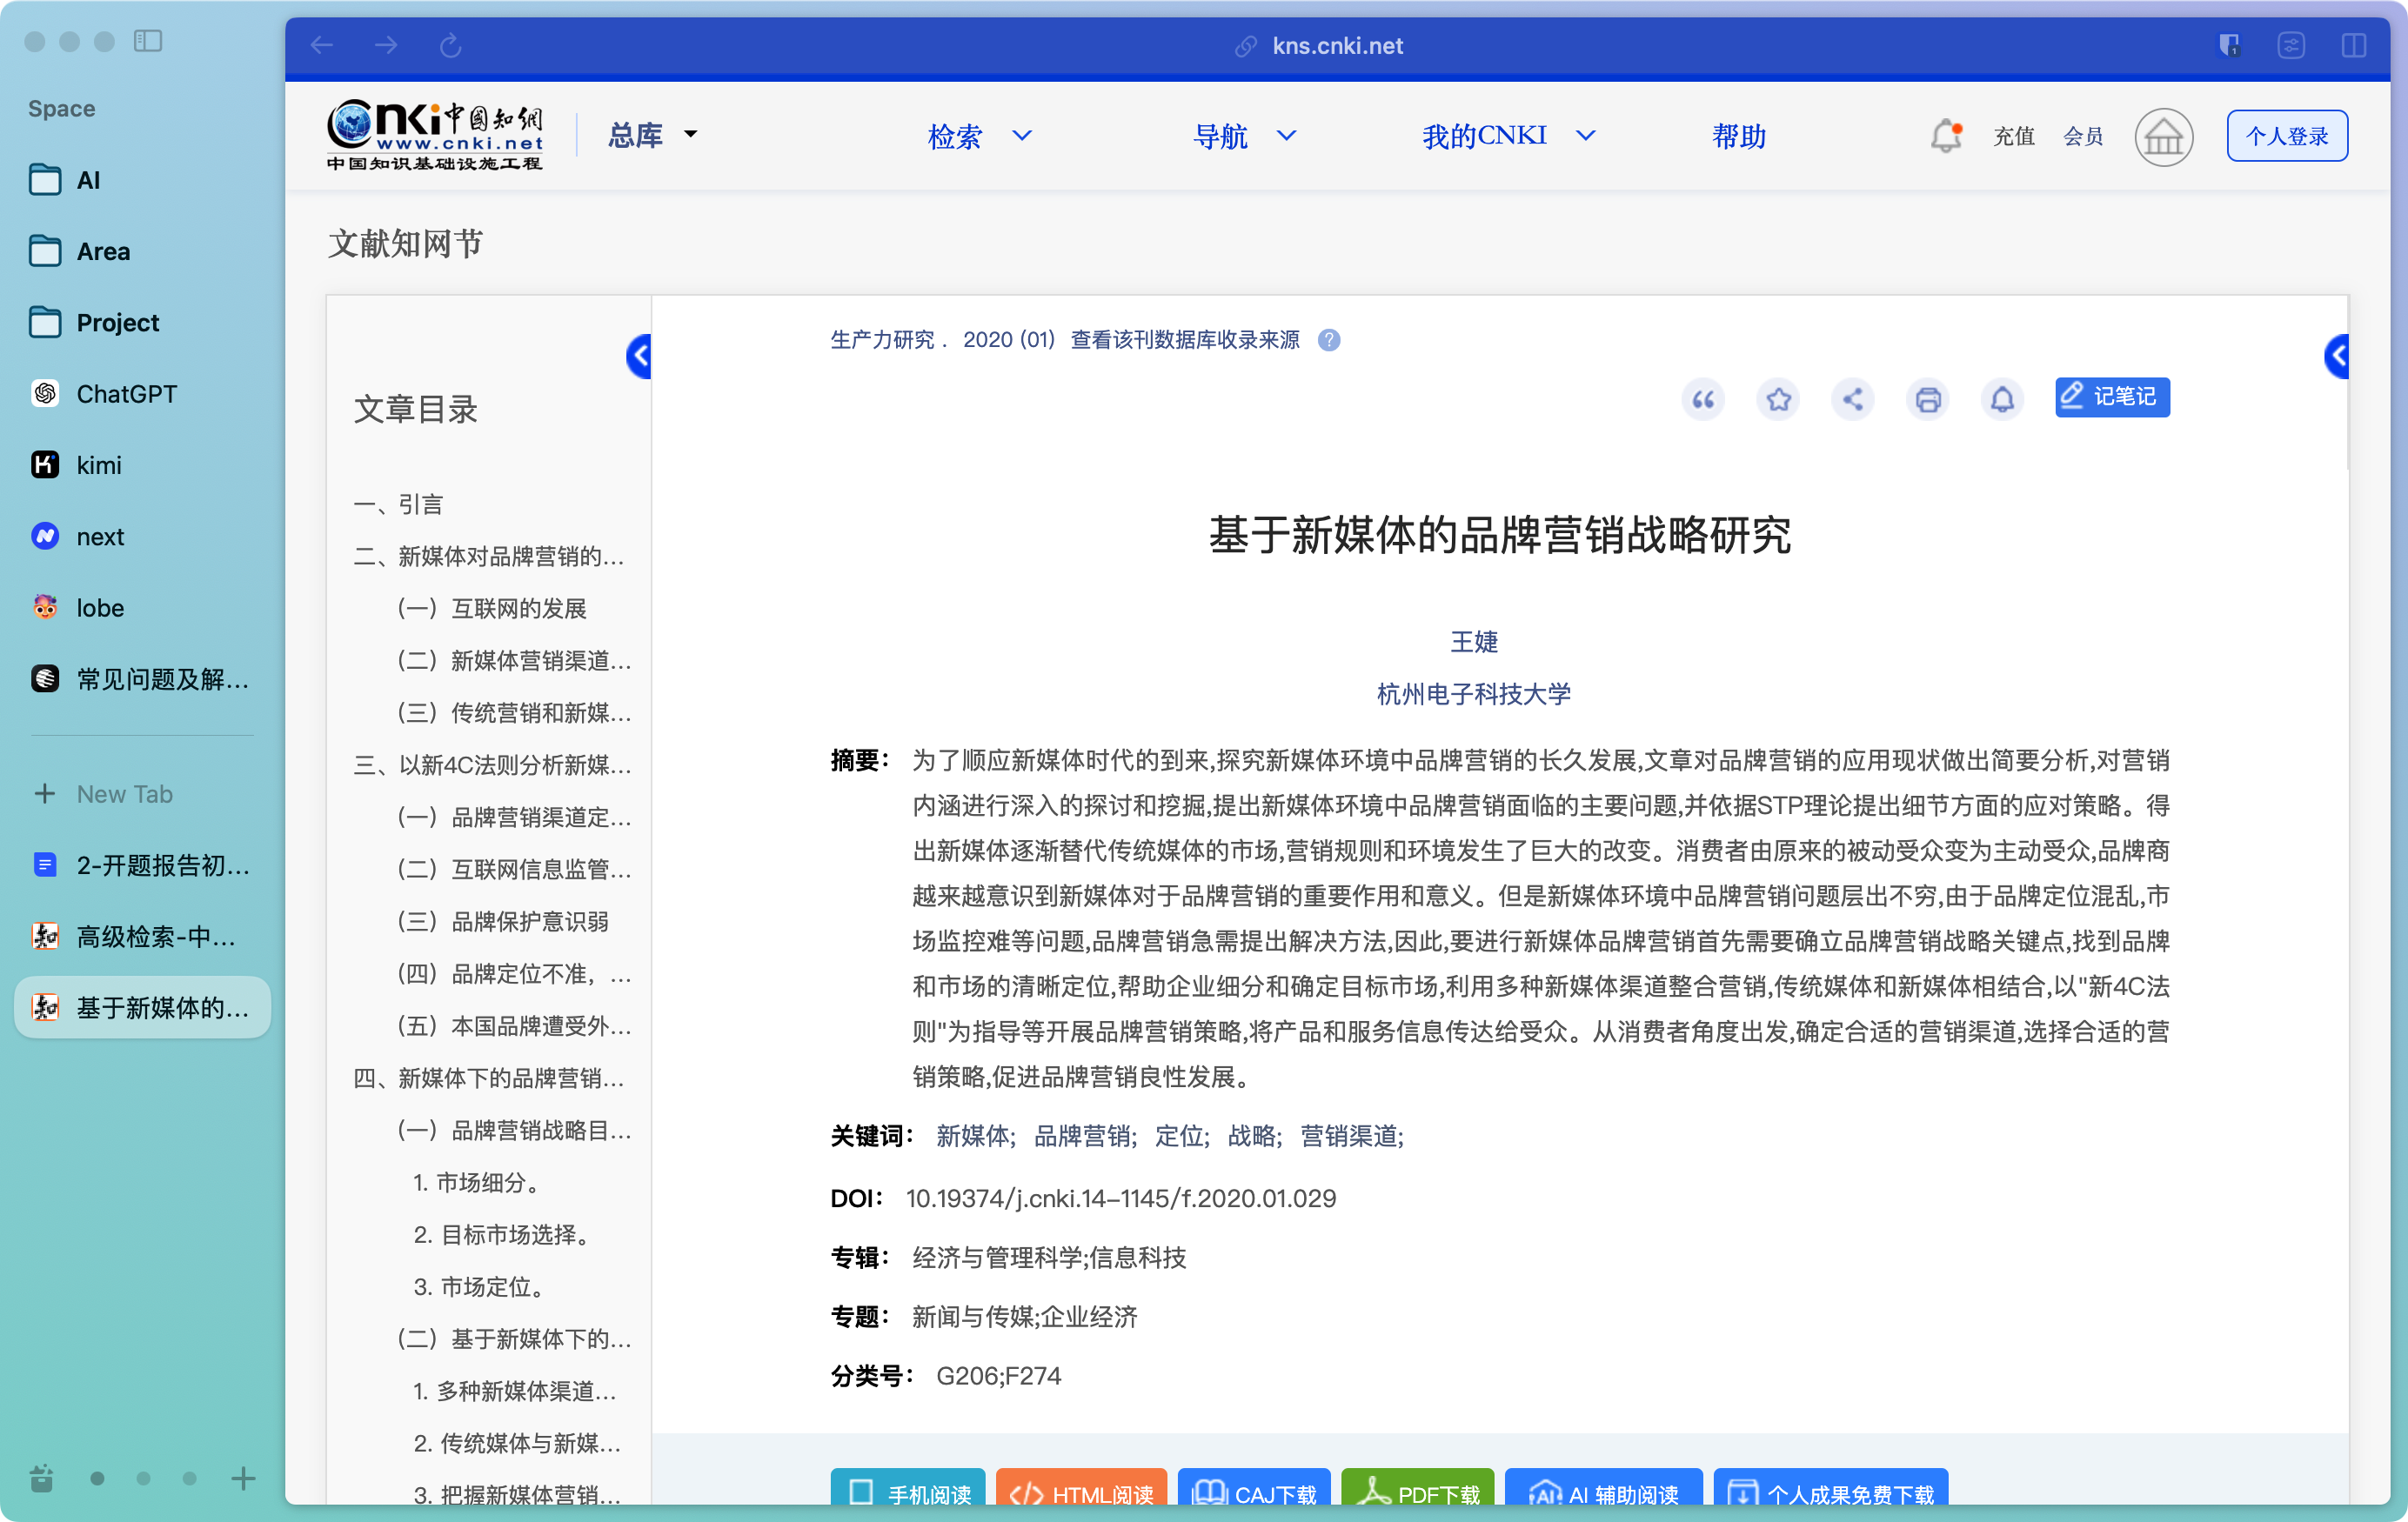 Space
AI
Area
Project
ChatGPT
kimi
next
lobe
常见问题及解...
New Tab
2-开题报告初...
高级检索-中...
基于新媒体的...
kns.cnki.net
1
Cnki中国知網
www.cnki.net
中国知识基础设施工程
总库
检索
导航
我的CNKI
帮助
充值
会员
个人登录
文献知网节
文章目录
一、引言
二、新媒体对品牌营销的...
（一）互联网的发展
（二）新媒体营销渠道...
（三）传统营销和新媒...
三、以新4C法则分析新媒...
（一）品牌营销渠道定...
（二）互联网信息监管...
（三）品牌保护意识弱
（四）品牌定位不准，...
（五）本国品牌遭受外...
四、新媒体下的品牌营销...
（一）品牌营销战略目...
1. 市场细分。
2. 目标市场选择。
3. 市场定位。
（二）基于新媒体下的...
1. 多种新媒体渠道...
2. 传统媒体与新媒...
3. 把握新媒体营销...
生产力研究． 2020 (01) 查看该刊数据库收录来源 ?
记笔记
基于新媒体的品牌营销战略研究
王婕
杭州电子科技大学
摘要： 为了顺应新媒体时代的到来,探究新媒体环境中品牌营销的长久发展,文章对品牌营销的应用现状做出简要分析,对营销
内涵进行深入的探讨和挖掘,提出新媒体环境中品牌营销面临的主要问题,并依据STP理论提出细节方面的应对策略。得
出新媒体逐渐替代传统媒体的市场,营销规则和环境发生了巨大的改变。消费者由原来的被动受众变为主动受众,品牌商
越来越意识到新媒体对于品牌营销的重要作用和意义。但是新媒体环境中品牌营销问题层出不穷,由于品牌定位混乱,市
场监控难等问题,品牌营销急需提出解决方法,因此,要进行新媒体品牌营销首先需要确立品牌营销战略关键点,找到品牌
和市场的清晰定位,帮助企业细分和确定目标市场,利用多种新媒体渠道整合营销,传统媒体和新媒体相结合,以"新4C法
则"为指导等开展品牌营销策略,将产品和服务信息传达给受众。从消费者角度出发,确定合适的营销渠道,选择合适的营
销策略,促进品牌营销良性发展。
关键词： 新媒体; 品牌营销; 定位; 战略; 营销渠道;
DOI： 10.19374/j.cnki.14-1145/f.2020.01.029
专辑： 经济与管理科学;信息科技
专题： 新闻与传媒;企业经济
分类号： G206;F274
手机阅读
HTML阅读
CAJ下载
PDF下载
AI AI 辅助阅读
个人成果免费下载